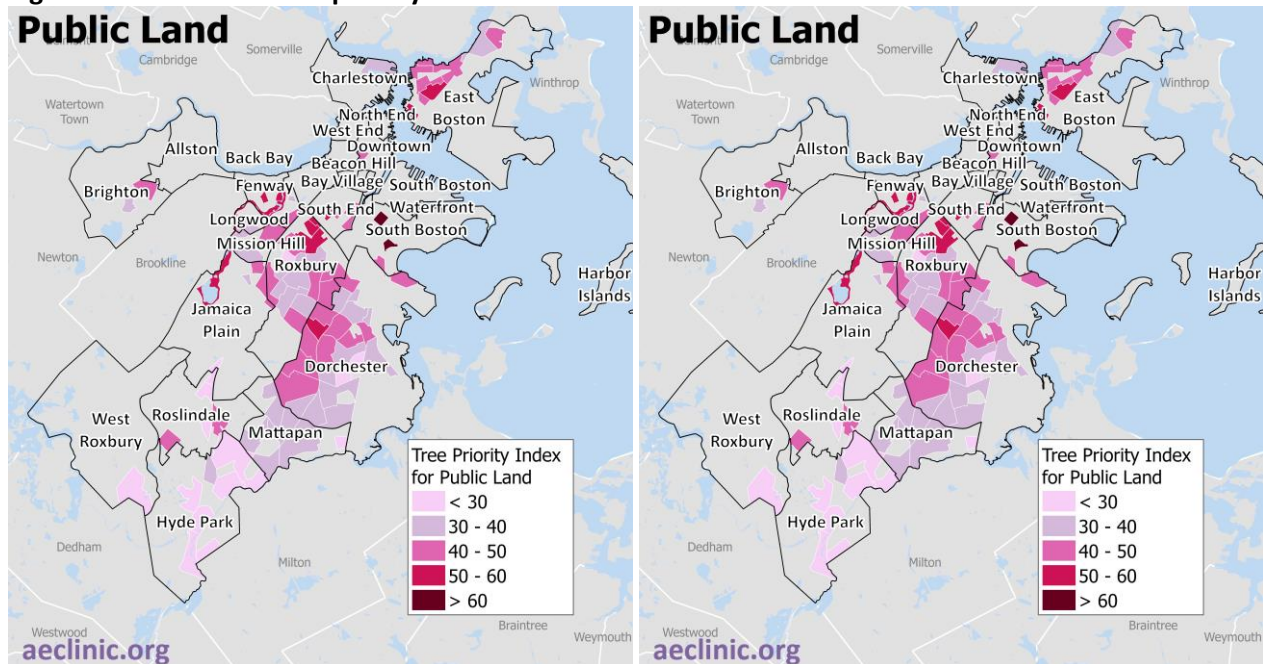 Public Land
Somerville
Cambridge
Charlestown
Winthrop
Watertown
Town
East
Boston
North End
West End
Allston
Downtown
Back Bay
Beacon Hill
Brighton
Fenway
Bay Village
South Boston
Waterfront
Longwood
South End
South Boston
Mission Hill
Newton
Brookline
Roxbury
Harbor
Islands
Jamaica
Plain
Dorchester
West
Roxbury
Roslindale
Mattapan
Tree Priority Index
for Public Land
< 30
30 - 40
40 - 50
50 - 60
> 60
Hyde Park
Dedham
Milton
Westwood
Braintree
Weymouth
aeclinic.org
Public Land
Somerville
Cambridge
Charlestown
Winthrop
Watertown
Town
East
Boston
North End
West End
Allston
Downtown
Back Bay
Beacon Hill
Brighton
Fenway
Bay Village
South Boston
Waterfront
Longwood
South End
South Boston
Mission Hill
Newton
Brookline
Roxbury
Harbor
Islands
Jamaica
Plain
Dorchester
West
Roxbury
Roslindale
Mattapan
Tree Priority Index
for Public Land
< 30
30 - 40
40 - 50
50 - 60
> 60
Hyde Park
Dedham
Milton
Westwood
Braintree
Weymouth
aeclinic.org